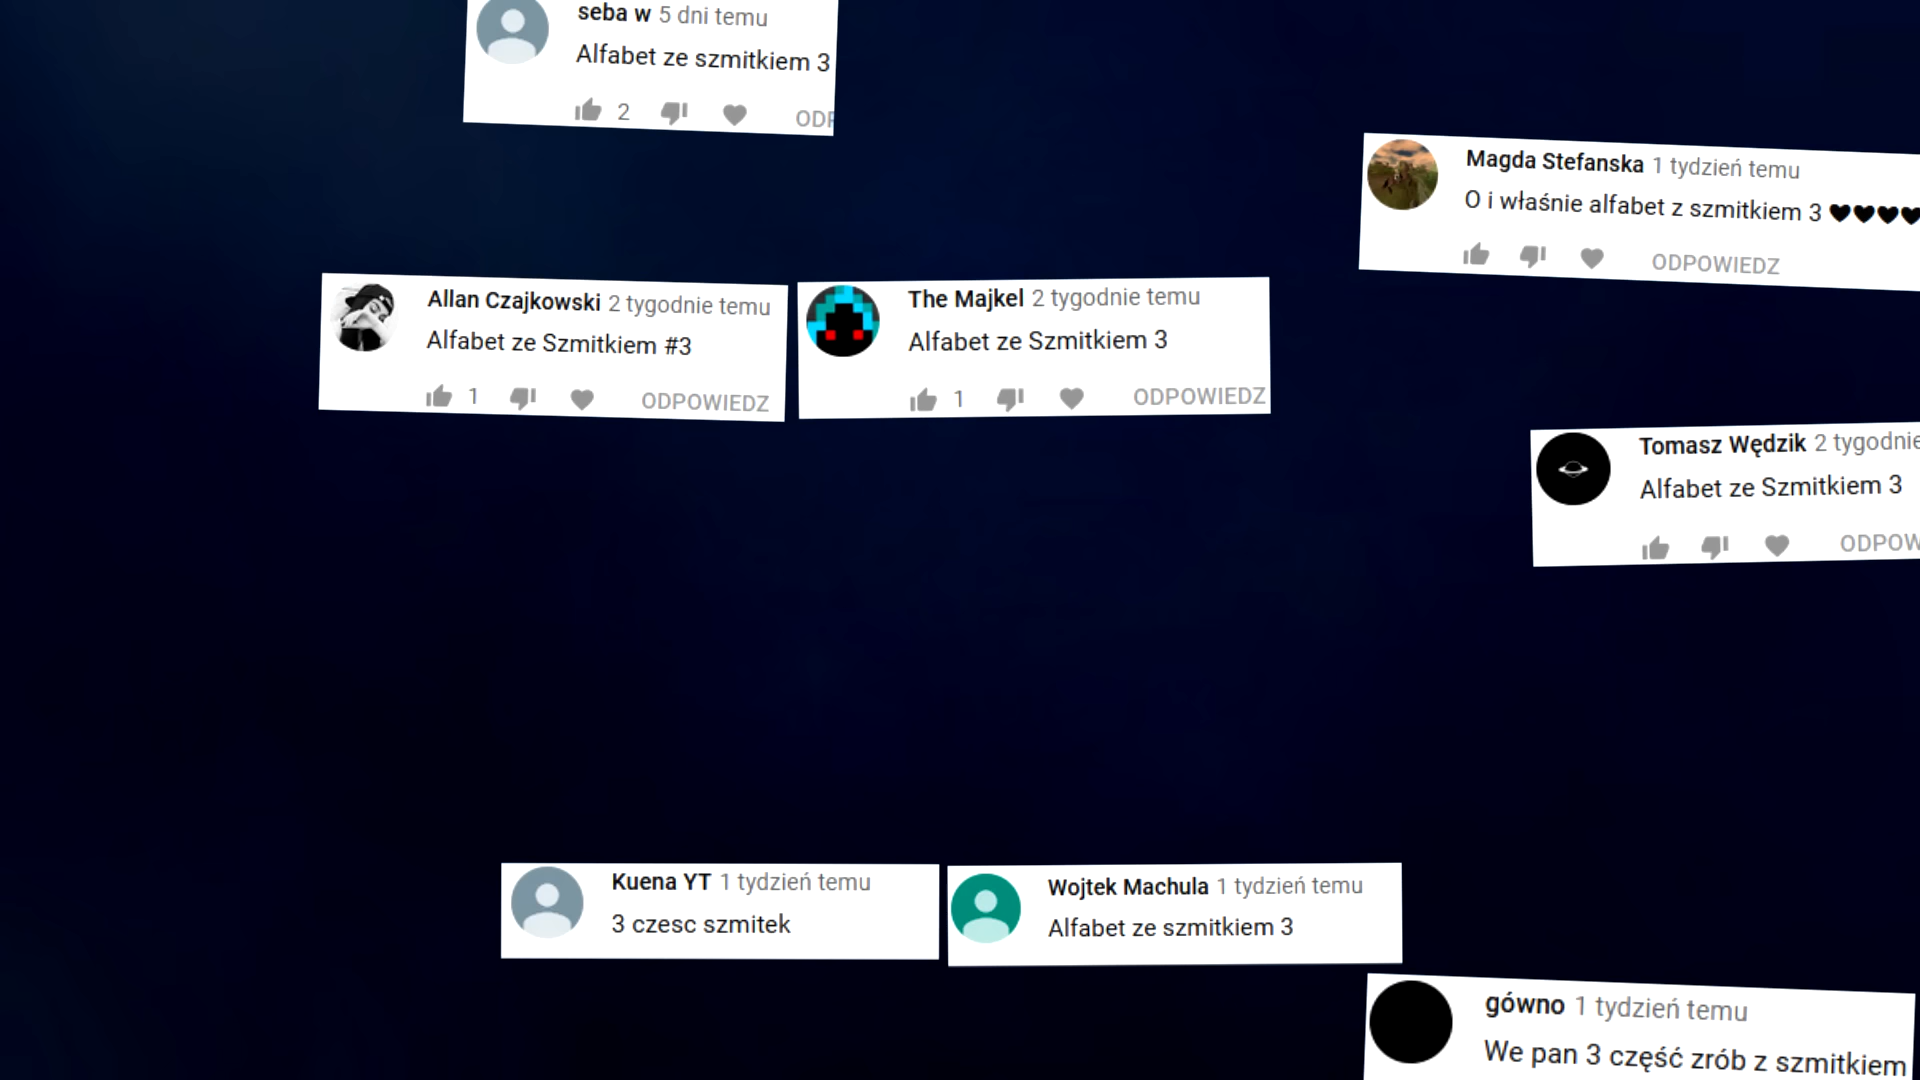 seba w 5 dni temu
Alfabet ze szmitkiem 3
2
Magda Stefanska 1 tydzień temu
O i właśnie alfabet z szmitkiem 3 ♥♥♥♥
ODPOWIEDZ
Allan Czajkowski 2 tygodnie temu
Alfabet ze Szmitkiem #3
1 ODPOWIEDZ
The Majkel 2 tygodnie temu
Alfabet ze Szmitkiem 3
1 ODPOWIEDZ
Tomasz Wędzik 2 tygodnie
Alfabet ze Szmitkiem 3
ODPOW
Kuena YT 1 tydzień temu
3 czesc szmitek
Wojtek Machula 1 tydzień temu
Alfabet ze szmitkiem 3
gówno 1 tydzień temu
We pan 3 część zrób z szmitkiem